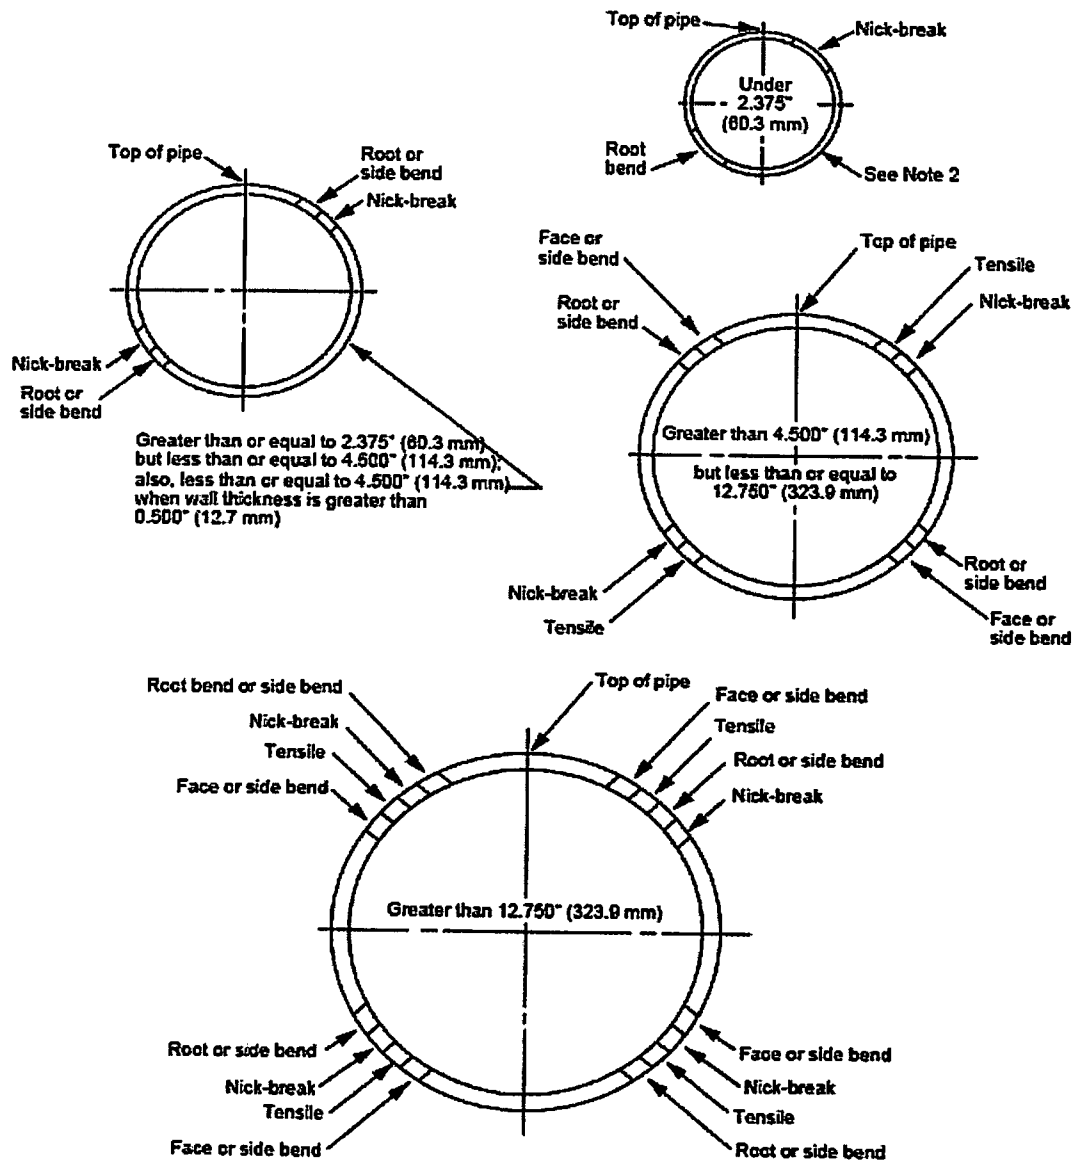 Top of pipe
Nick-break
Under
2.375"
(60.3 mm)
Root
bend
See Note 2
Top of pipe
Root or
side bend
Nick-break
Nick-break
Root or
side bend
Greater than or equal to 2.375" (60.3 mm)
but less than or equal to 4.500" (114.3 mm);
also, less than or equal to 4.500" (114.3 mm)
when wall thickness is greater than
0.500" (12.7 mm)
Face or
side bend
Top of pipe
Tensile
Root or
side bend
Nick-break
Greater than 4.500" (114.3 mm)
but less than or equal to
12.750" (323.9 mm)
Nick-break
Tensile
Root or
side bend
Face or
side bend
Root bend or side bend
Top of pipe
Face or side bend
Nick-break
Tensile
Tensile
Root or side bend
Face or side bend
Nick-break
Greater than 12.750" (323.9 mm)
Root or side bend
Face or side bend
Nick-break
Nick-break
Tensile
Tensile
Face or side bend
Root or side bend